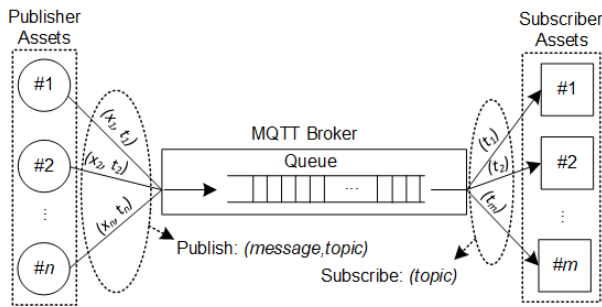 Publisher
Assets
#1
#2
⋮
#n
(x₁, t₁)
(x₂, t₂)
(xₙ, tₙ)
MQTT Broker
Queue
...
Publish: (message,topic)
Subscribe: (topic)
(t₁)
(t₂)
(tₘ)
Subscriber
Assets
#1
#2
⋮
#m